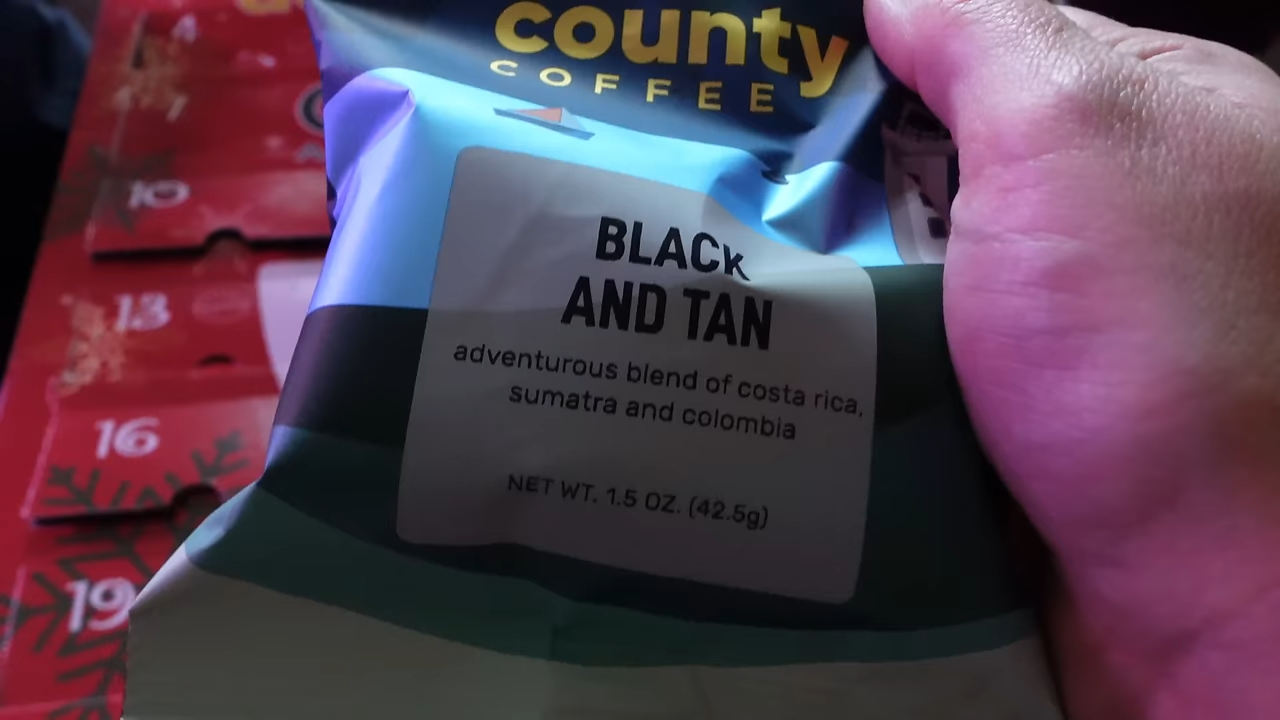 county
COFFEE
BLACK
AND TAN
adventurous blend of costa rica,
sumatra and colombia
NET WT. 1.5 OZ. (42.5g)
4
7
10
13
16
19